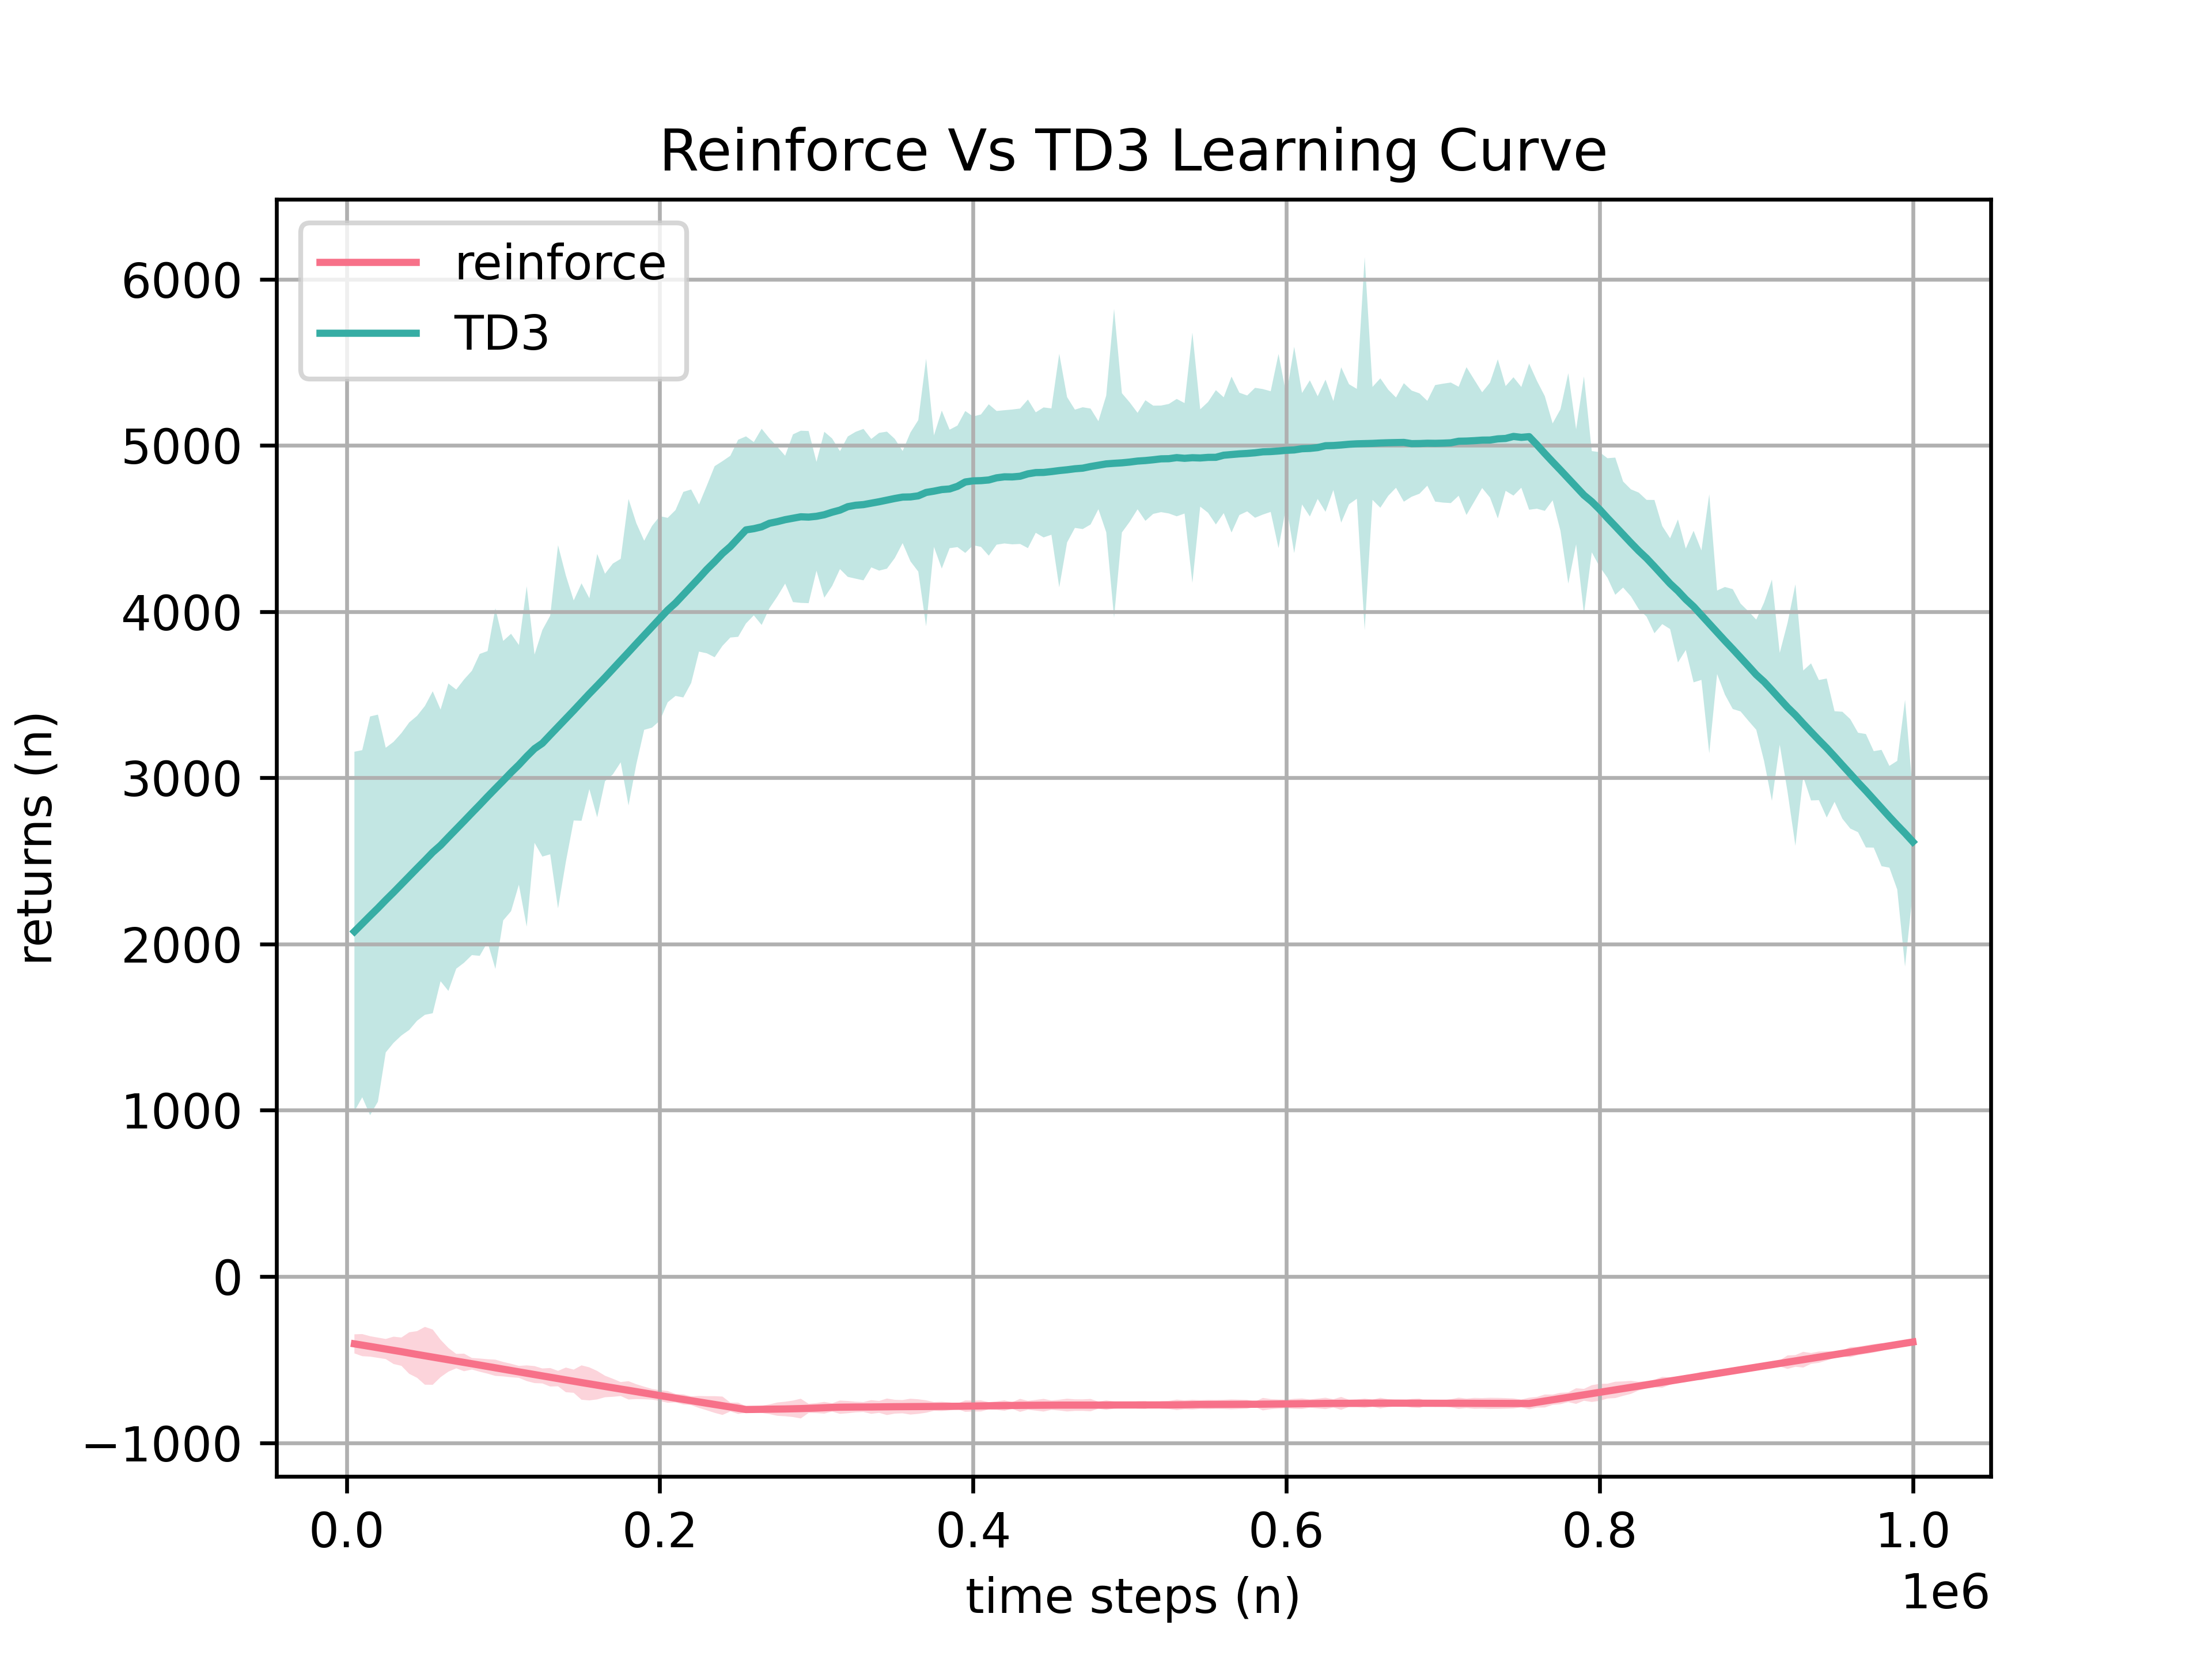 Reinforce Vs TD3 Learning Curve
reinforce
TD3
6000
5000
4000
3000
2000
1000
0
−1000
returns (n)
0.0 0.2 0.4 0.6 0.8 1.0
1e6
time steps (n)